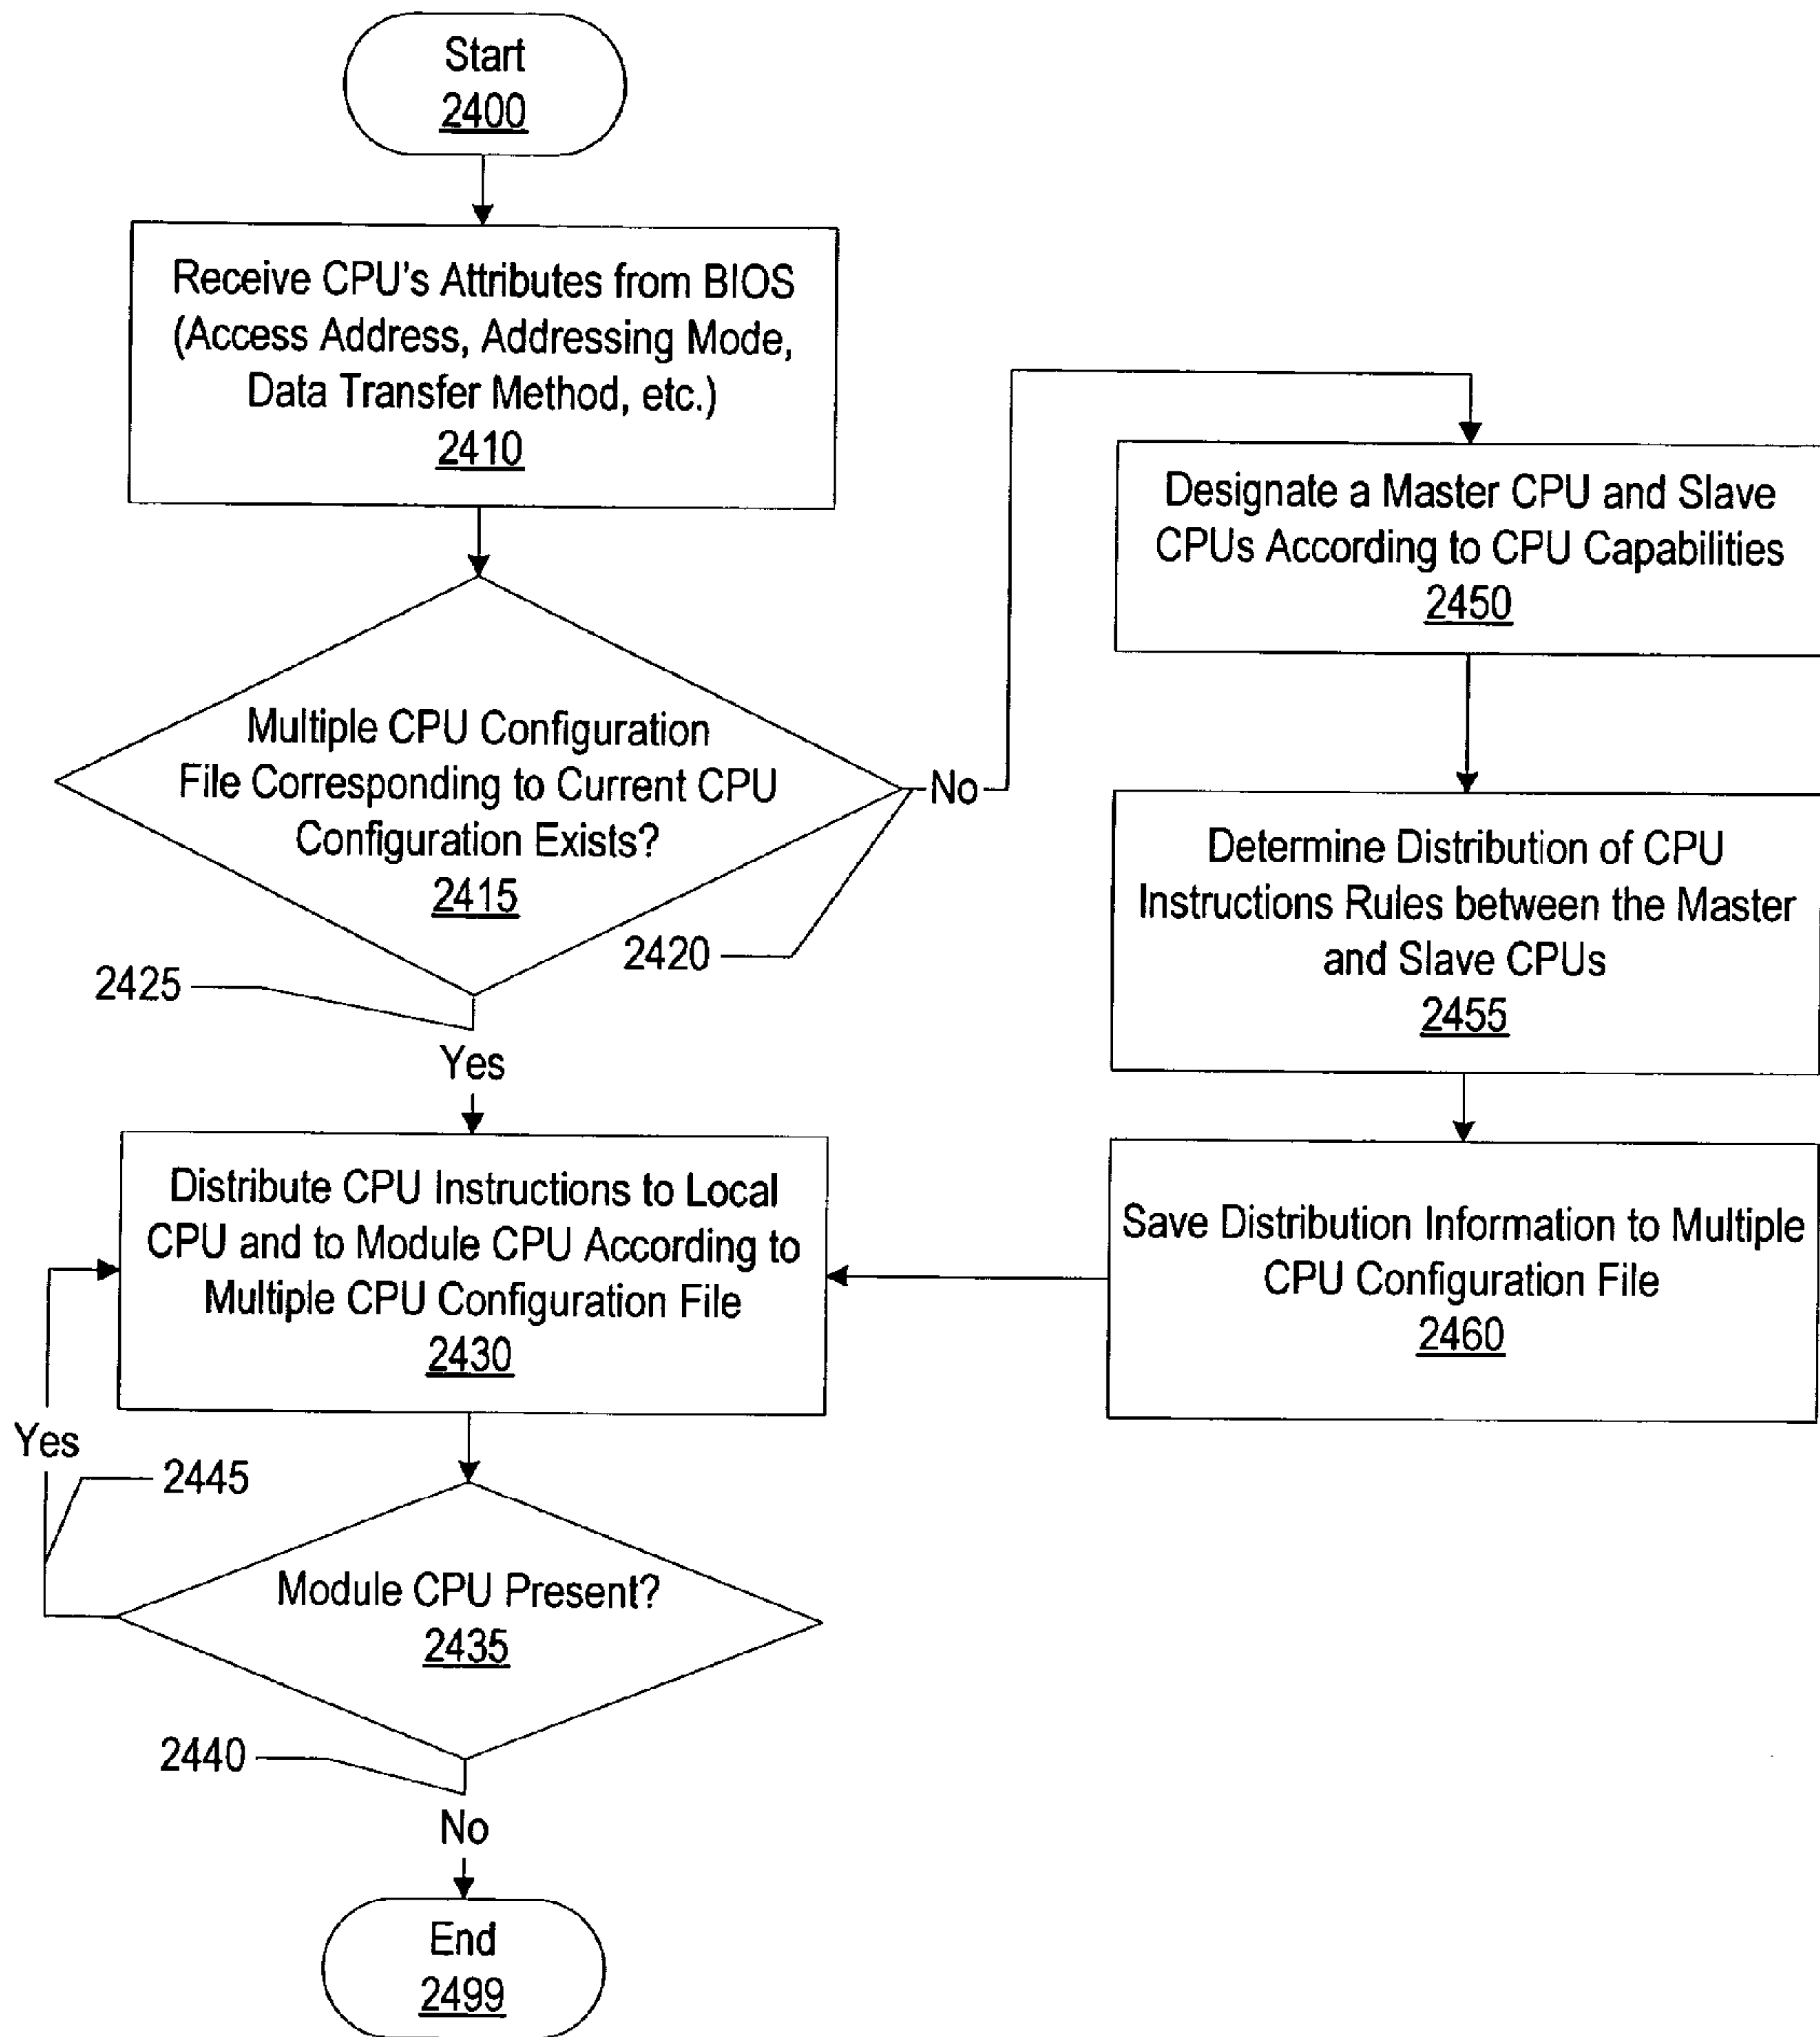 Start
2400
Receive CPU's Attributes from BIOS
(Access Address, Addressing Mode,
Data Transfer Method, etc.)
2410
Multiple CPU Configuration
File Corresponding to Current CPU
Configuration Exists?
2415
No
2420
2425
Yes
Designate a Master CPU and Slave
CPUs According to CPU Capabilities
2450
Determine Distribution of CPU
Instructions Rules between the Master
and Slave CPUs
2455
Save Distribution Information to Multiple
CPU Configuration File
2460
Distribute CPU Instructions to Local
CPU and to Module CPU According to
Multiple CPU Configuration File
2430
Yes
2445
Module CPU Present?
2435
2440
No
End
2499